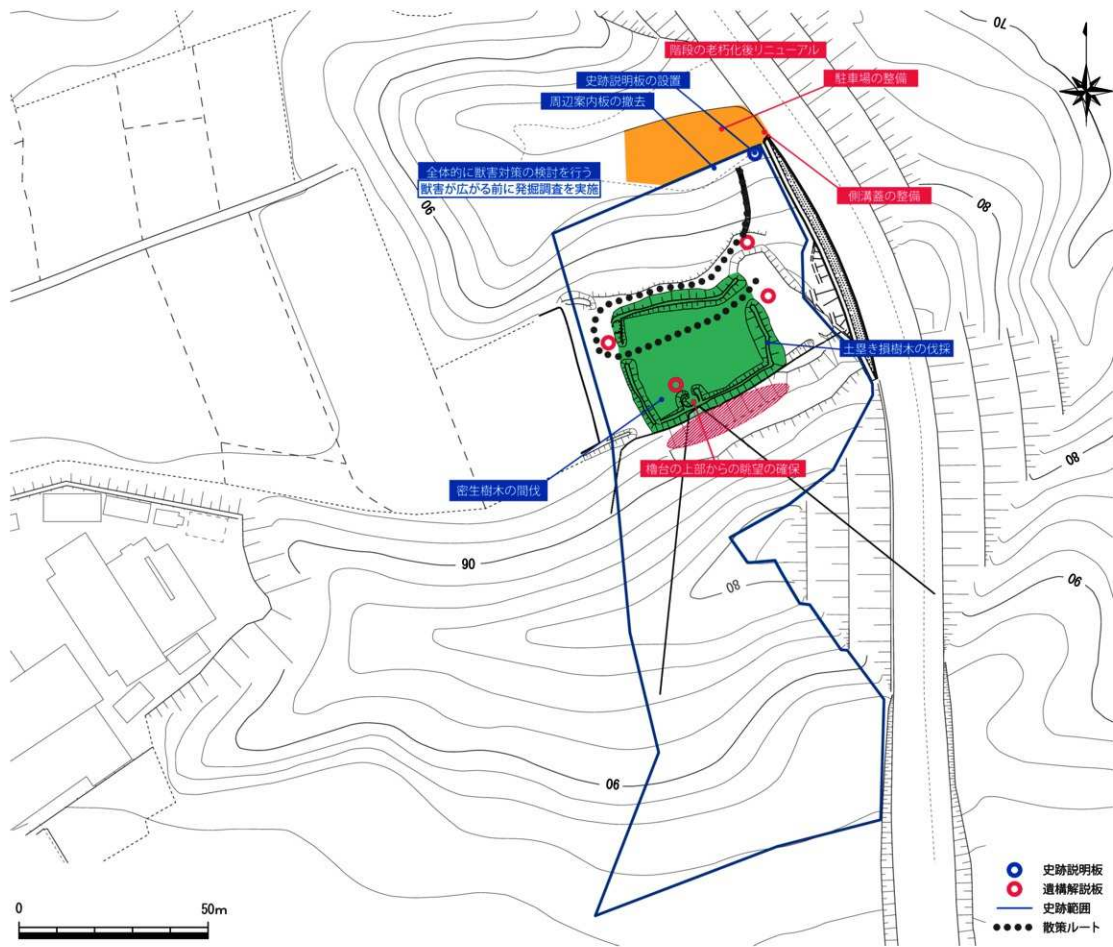 70
階段の老朽化後リニューアル
史跡説明板の設置
駐車場の整備
周辺案内板の撤去
全体的に獣害対策の検討を行う
獣害が広がる前に発掘調査を実施
側溝蓋の整備
90
80
土塁き損樹木の伐採
櫓台の上部からの眺望の確保
80
密生樹木の間伐
90
80
90
90
0 50m
史跡説明板
遺構解説板
史跡範囲
散策ルート